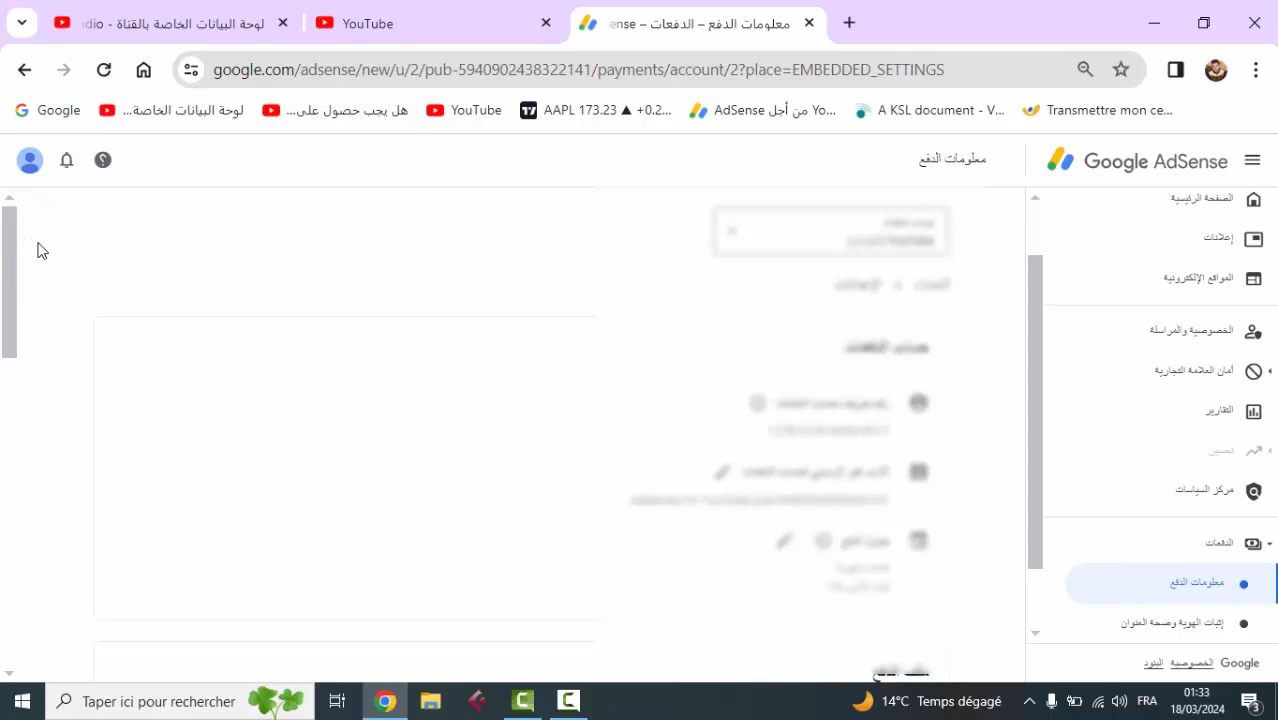 لوحة البيانات الخاصة بالقناة - dio
YouTube
معلومات الدفع – الدفعات – ense
google.com/adsense/new/u/2/pub-5940902438322141/payments/account/2?place=EMBEDDED_SETTINGS
Google
لوحة البيانات الخاصة...
هل يجب حصول على...
YouTube
AAPL 173.23 ▲ +0.2...
من أجل AdSense Yo...
A KSL document - V...
Transmettre mon ce...
معلومات الدفع
Google AdSense
الصفحة الرئيسية
إعلانات
المواقع الإلكترونية
الخصوصية والمراسلة
أمان العلامة التجارية
التقارير
تحسين
مركز السياسات
الدفعات
معلومات الدفع
إثبات الهوية وصحة العنوان
Google الخصوصية البنود
Taper ici pour rechercher
14°C Temps dégagé
FRA
01:33
18/03/2024
3